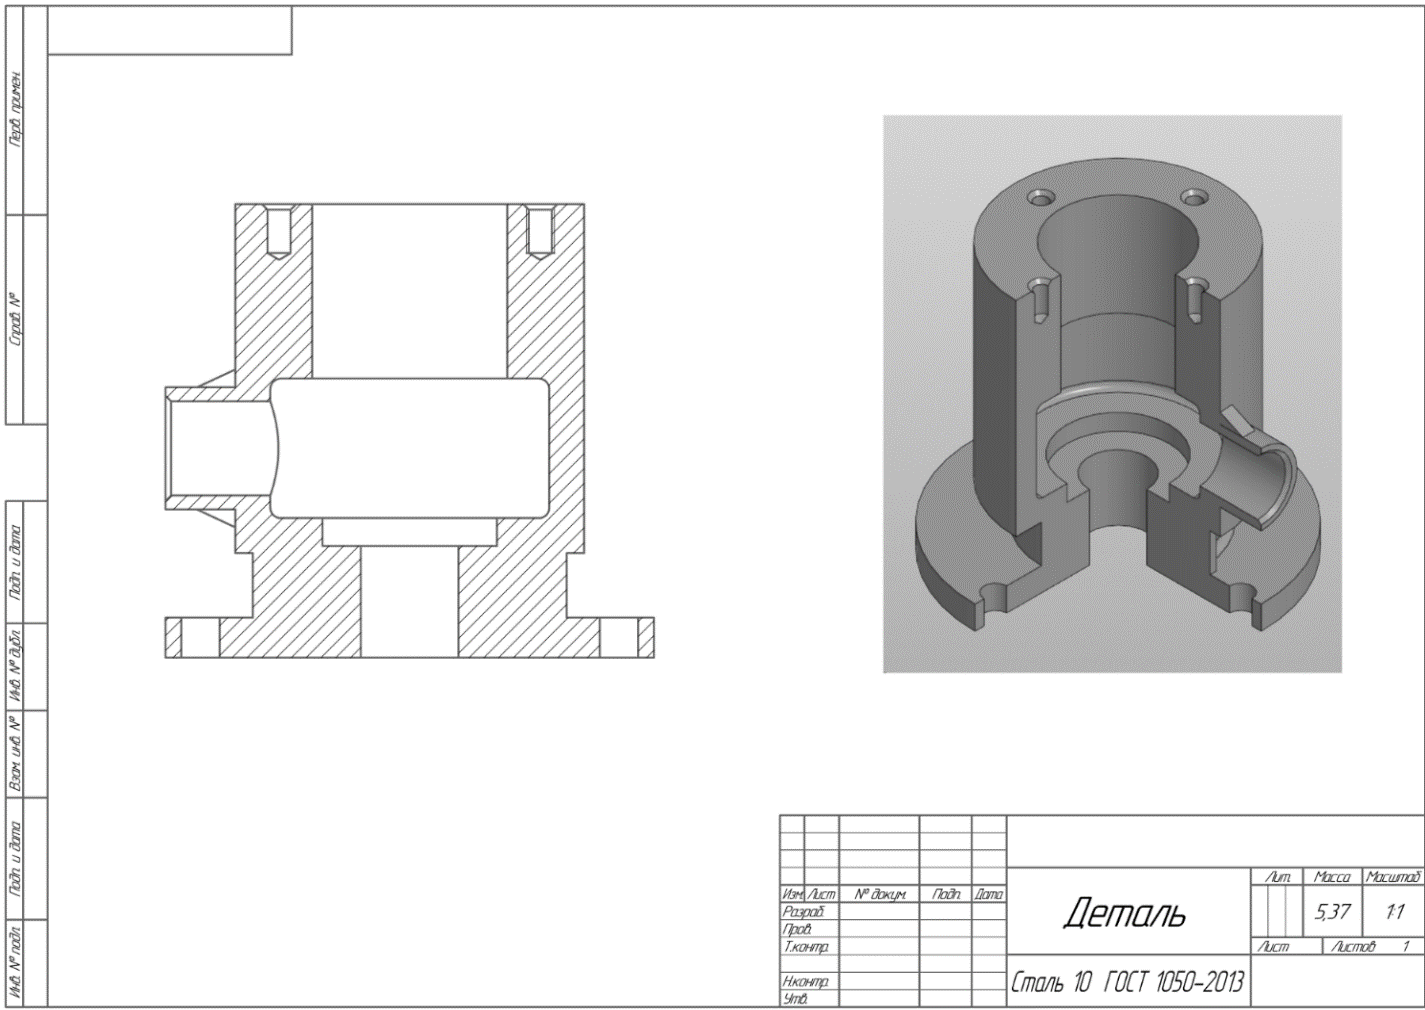 Перв. примен.
Справ. №
Подп. и дата
Инв. № дубл.
Взам. инв. №
Подп. и дата
Инв. № подл.
Изм. Лист № докум. Подп. Дата
Разраб.
Пров.
Т.контр.
Н.контр.
Утв.
Деталь
Сталь 10 ГОСТ 1050-2013
Лит. Масса Масштаб
5,37 1:1
Лист Листов 1